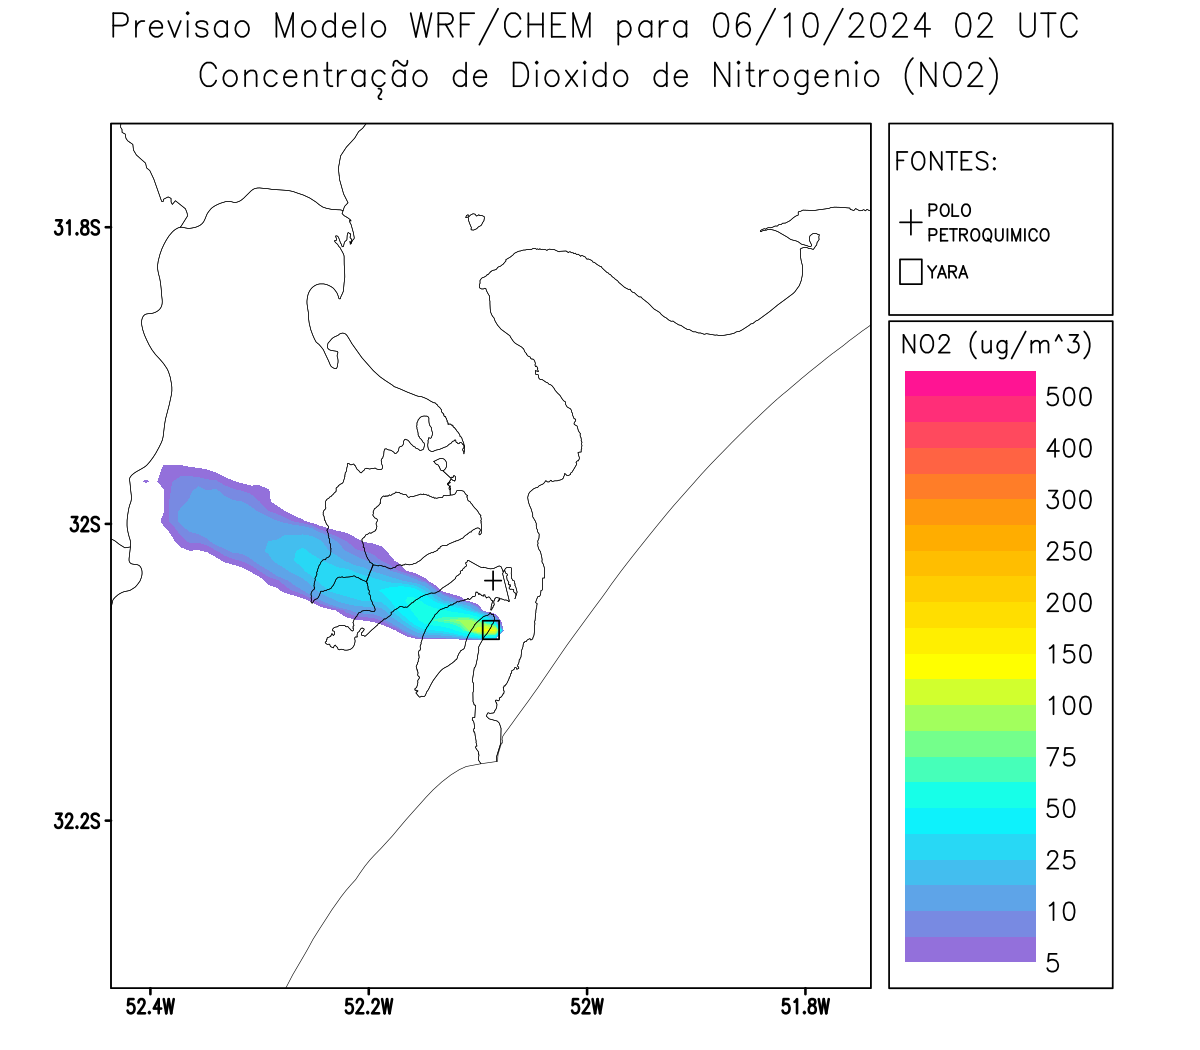 Previsao Modelo WRF/CHEM para 06/10/2024 02 UTC
Concentração de Dioxido de Nitrogenio (NO2)
FONTES:
POLO
PETROQUIMICO
YARA
NO2 (ug/m^3)
500
400
300
250
200
150
100
75
50
25
10
5
31.8S
32S
32.2S
52.4W
52.2W
52W
51.8W